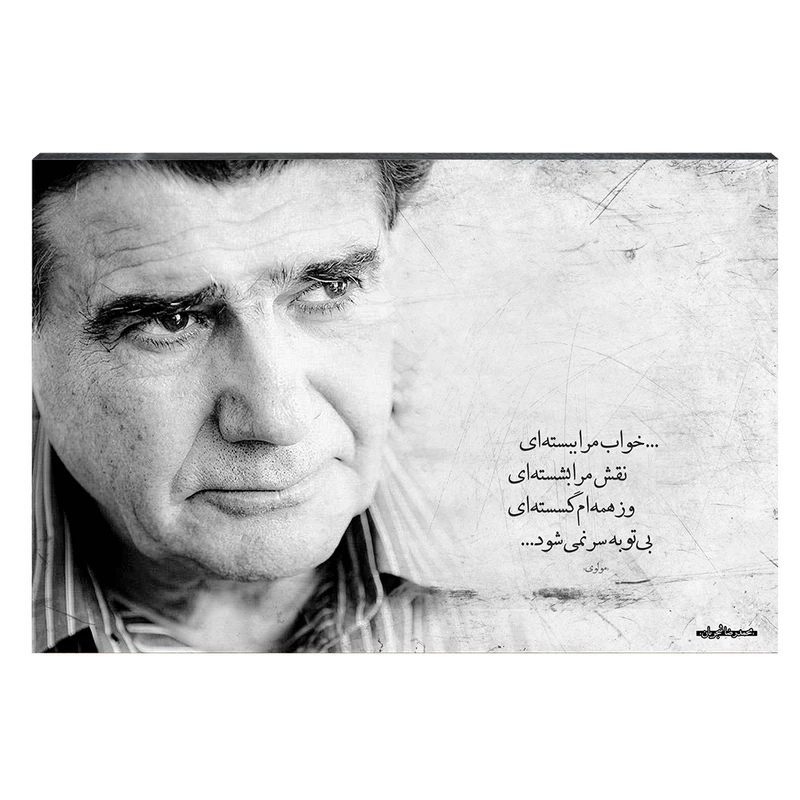 ...خواب مرا ببسته‌ای
نقش مرا بشسته‌ای
وز همه‌ام گسسته‌ای
بی تو به سر نمی شود...
مولوی
محمدرضا شجریان